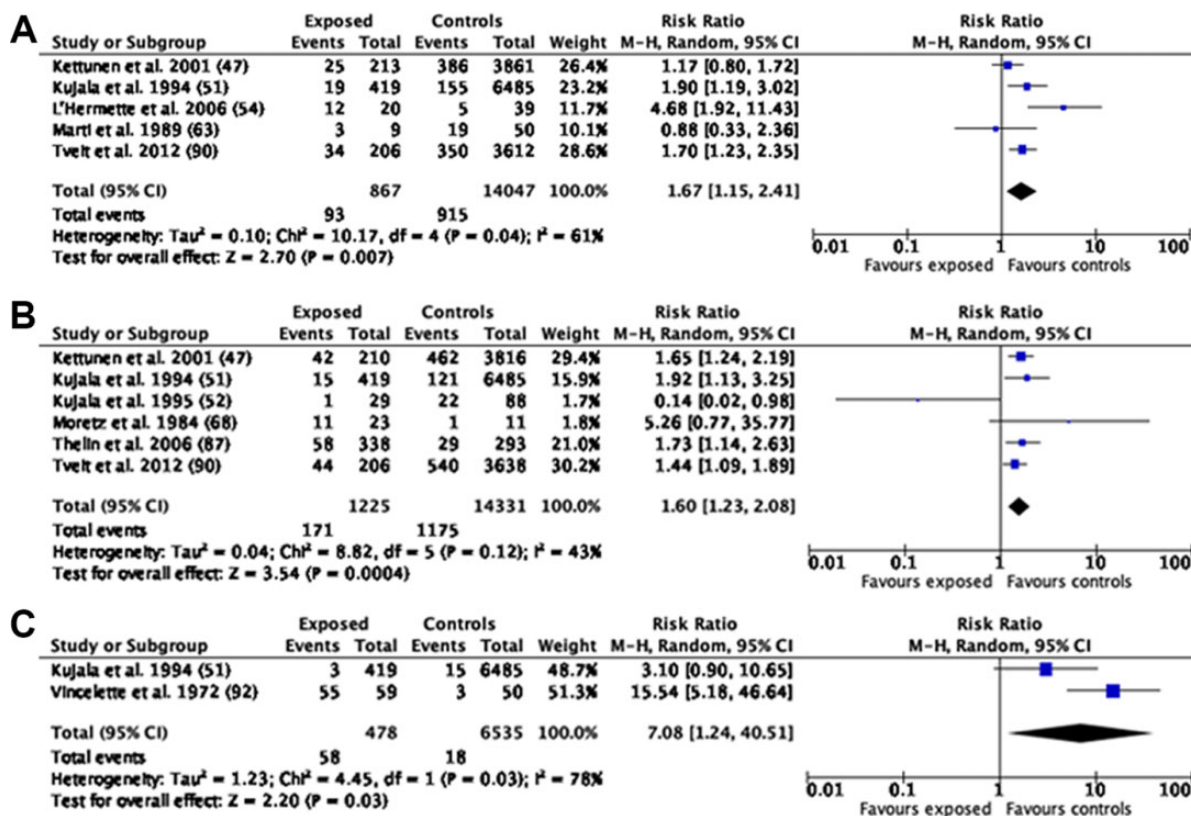 A
Exposed Controls Risk Ratio Risk Ratio
Study or Subgroup Events Total Events Total Weight M-H, Random, 95% CI M-H, Random, 95% CI
Kettunen et al. 2001 (47) 25 213 386 3861 26.4% 1.17 [0.80, 1.72]
Kujala et al. 1994 (51) 19 419 155 6485 23.2% 1.90 [1.19, 3.02]
L'Hermette et al. 2006 (54) 12 20 5 39 11.7% 4.68 [1.92, 11.43]
Marti et al. 1989 (63) 3 9 19 50 10.1% 0.88 [0.33, 2.36]
Tveit et al. 2012 (90) 34 206 350 3612 28.6% 1.70 [1.23, 2.35]
Total (95% CI) 867 14047 100.0% 1.67 [1.15, 2.41]
Total events 93 915
Heterogeneity: Tau² = 0.10; Chi² = 10.17, df = 4 (P = 0.04); I² = 61%
Test for overall effect: Z = 2.70 (P = 0.007)
0.01 0.1 1 10 100
Favours exposed Favours controls
B
Exposed Controls Risk Ratio Risk Ratio
Study or Subgroup Events Total Events Total Weight M-H, Random, 95% CI M-H, Random, 95% CI
Kettunen et al. 2001 (47) 42 210 462 3816 29.4% 1.65 [1.24, 2.19]
Kujala et al. 1994 (51) 15 419 121 6485 15.9% 1.92 [1.13, 3.25]
Kujala et al. 1995 (52) 1 29 22 88 1.7% 0.14 [0.02, 0.98]
Moretz et al. 1984 (68) 11 23 1 11 1.8% 5.26 [0.77, 35.77]
Thelin et al. 2006 (87) 58 338 29 293 21.0% 1.73 [1.14, 2.63]
Tveit et al. 2012 (90) 44 206 540 3638 30.2% 1.44 [1.09, 1.89]
Total (95% CI) 1225 14331 100.0% 1.60 [1.23, 2.08]
Total events 171 1175
Heterogeneity: Tau² = 0.04; Chi² = 8.82, df = 5 (P = 0.12); I² = 43%
Test for overall effect: Z = 3.54 (P = 0.0004)
0.01 0.1 1 10 100
Favours exposed Favours controls
C
Exposed Controls Risk Ratio Risk Ratio
Study or Subgroup Events Total Events Total Weight M-H, Random, 95% CI M-H, Random, 95% CI
Kujala et al. 1994 (51) 3 419 15 6485 48.7% 3.10 [0.90, 10.65]
Vincelette et al. 1972 (92) 55 59 3 50 51.3% 15.54 [5.18, 46.64]
Total (95% CI) 478 6535 100.0% 7.08 [1.24, 40.51]
Total events 58 18
Heterogeneity: Tau² = 1.23; Chi² = 4.45, df = 1 (P = 0.03); I² = 78%
Test for overall effect: Z = 2.20 (P = 0.03)
0.01 0.1 1 10 100
Favours exposed Favours controls